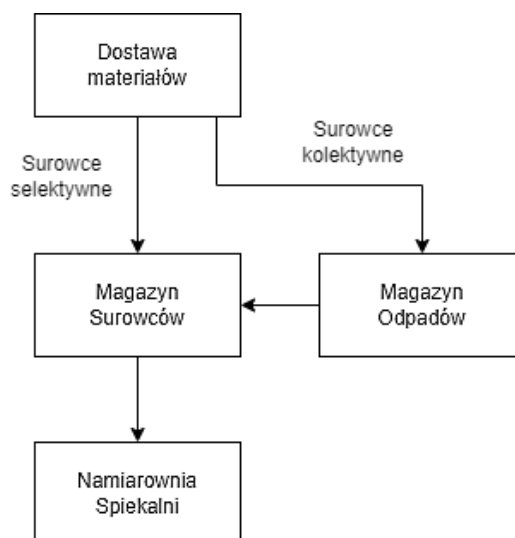 Dostawa
materiałów
Surowce
kolektywne
Surowce
selektywne
Magazyn
Surowców
Magazyn
Odpadów
Namiarownia
Spiekalni